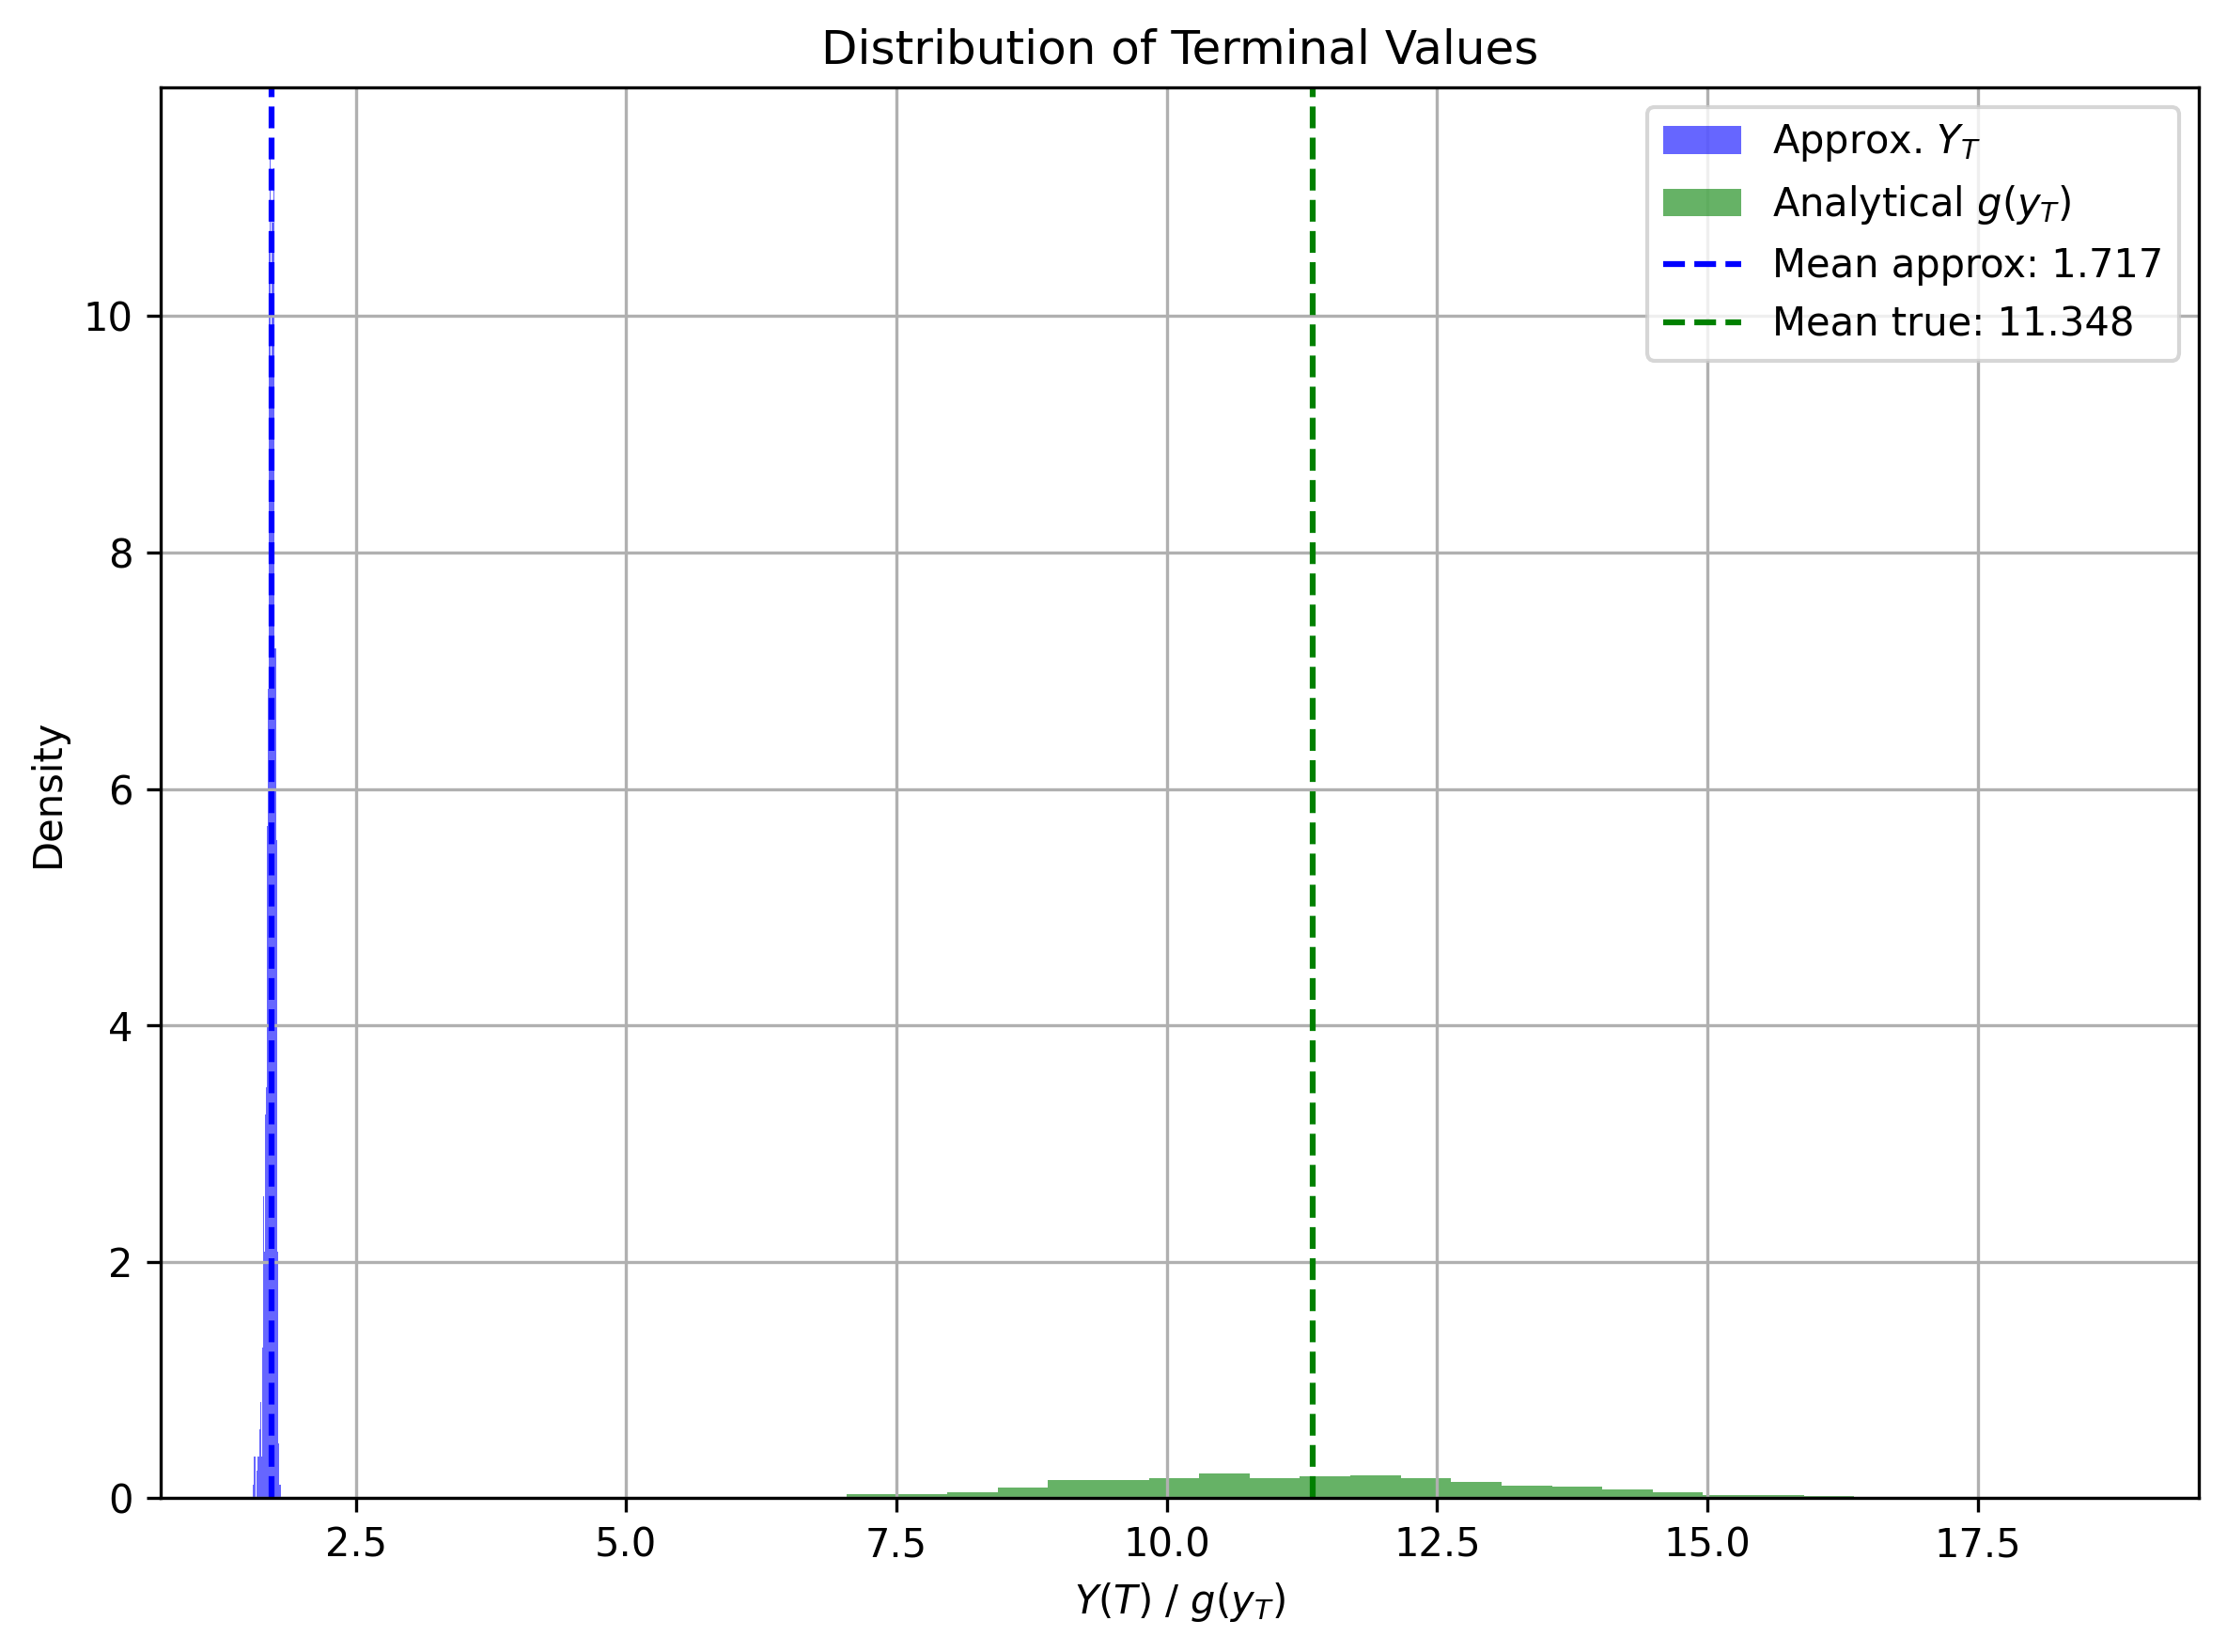 Distribution of Terminal Values
Approx. $Y_T$
Analytical $g(y_T)$
Mean approx: 1.717
Mean true: 11.348
10
8
6
4
2
0
Density
2.5 5.0 7.5 10.0 12.5 15.0 17.5
$Y(T)$ / $g(y_T)$